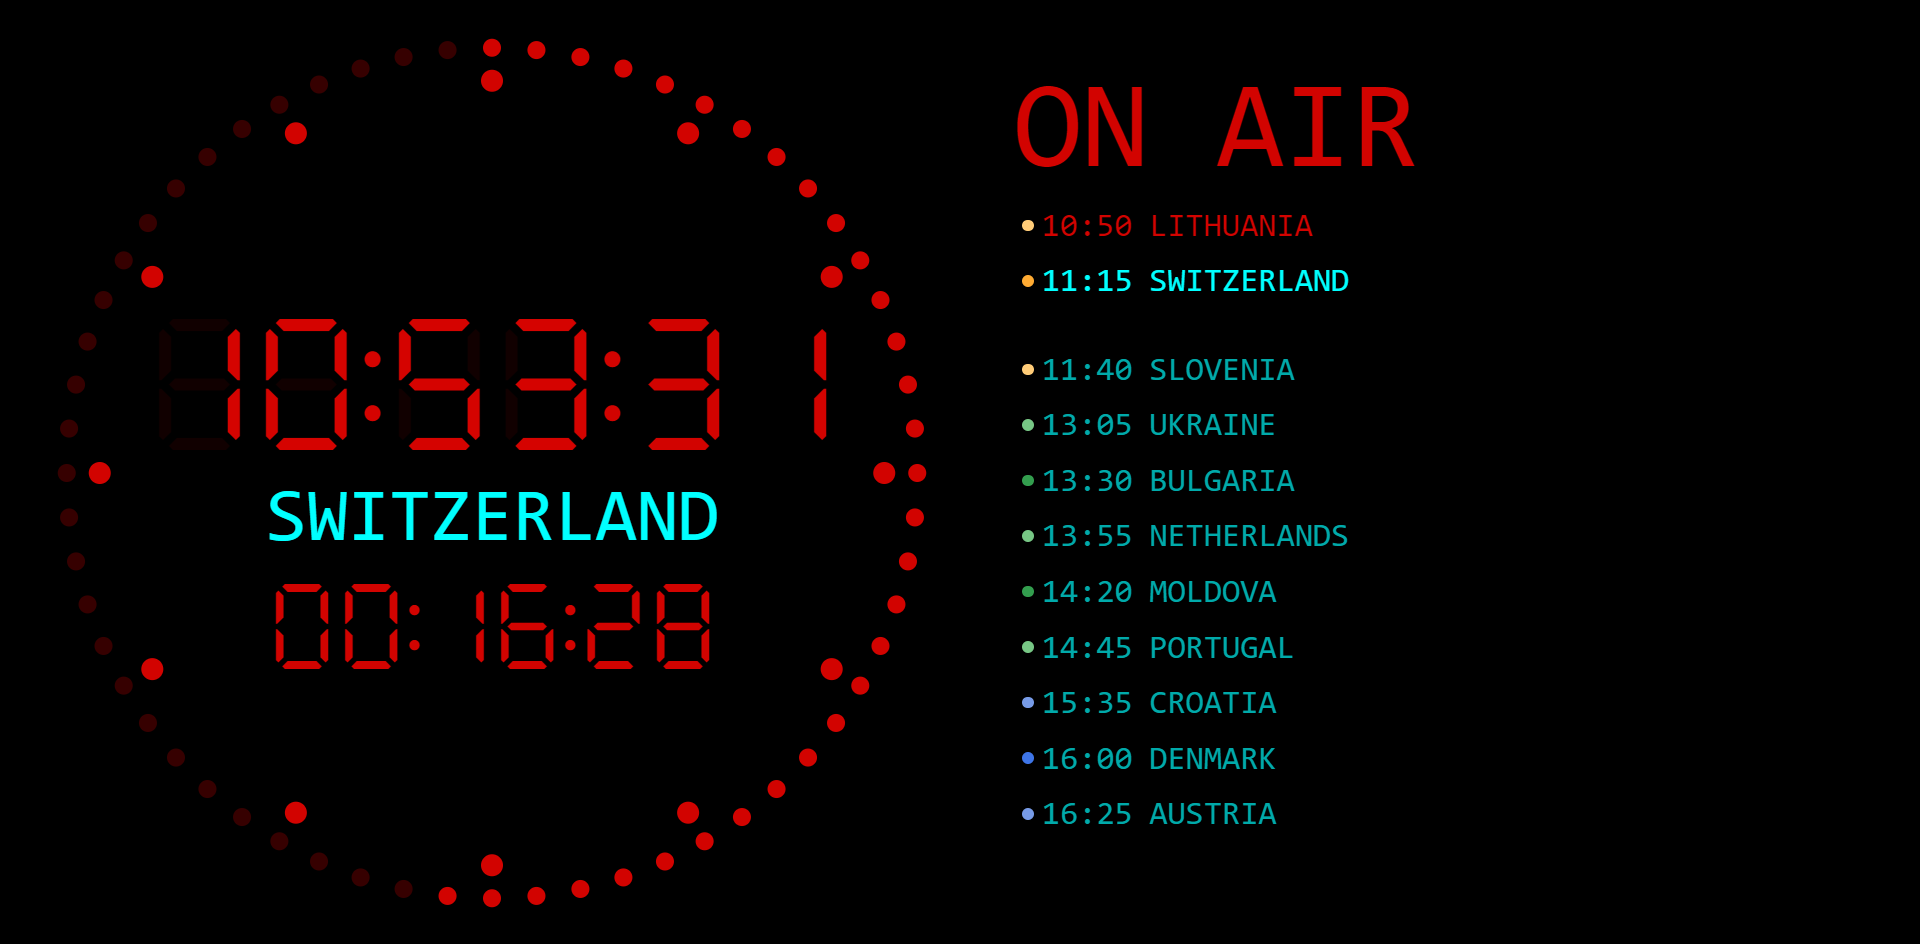 10:53:31
SWITZERLAND
00:16:28
ON AIR
10:50 LITHUANIA
11:15 SWITZERLAND
11:40 SLOVENIA
13:05 UKRAINE
13:30 BULGARIA
13:55 NETHERLANDS
14:20 MOLDOVA
14:45 PORTUGAL
15:35 CROATIA
16:00 DENMARK
16:25 AUSTRIA